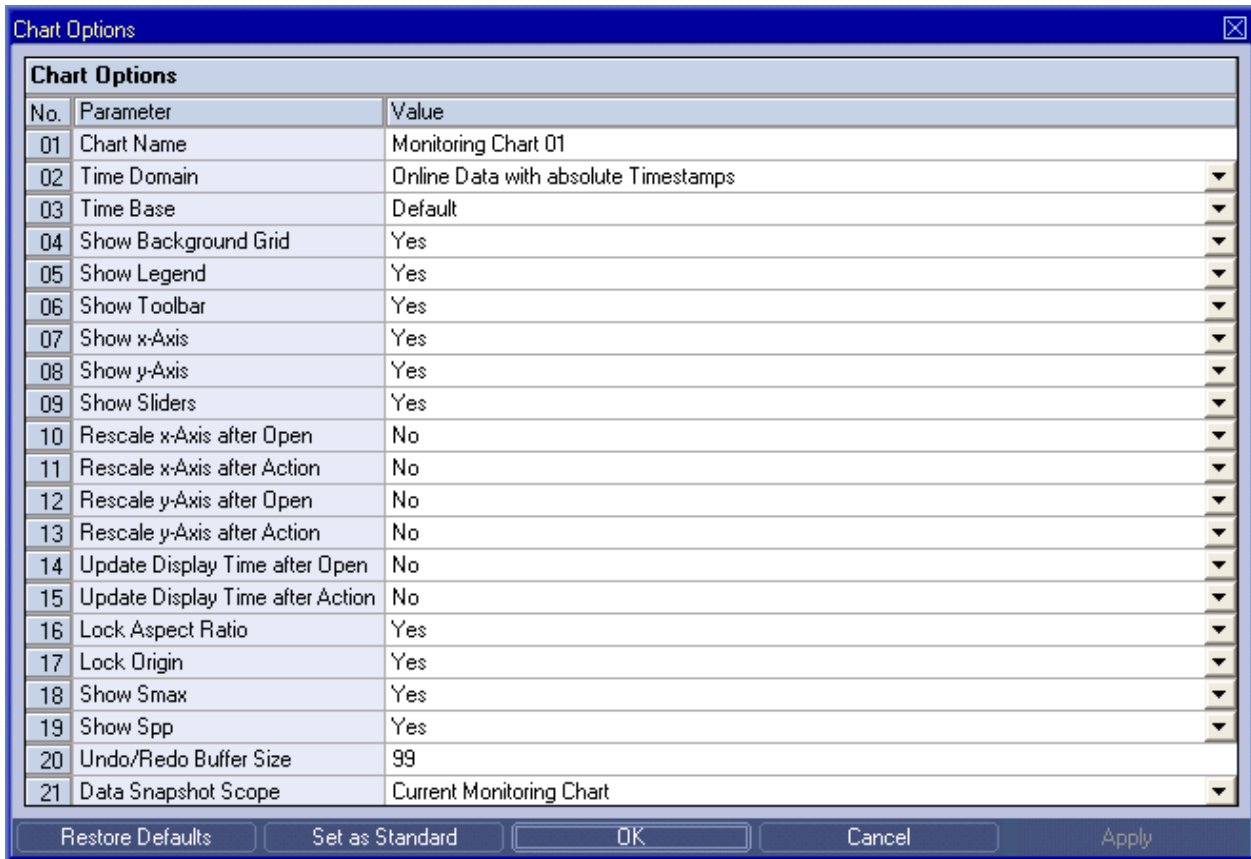 Chart Options
Chart Options
No. Parameter Value
01 Chart Name Monitoring Chart 01
02 Time Domain Online Data with absolute Timestamps
03 Time Base Default
04 Show Background Grid Yes
05 Show Legend Yes
06 Show Toolbar Yes
07 Show x-Axis Yes
08 Show y-Axis Yes
09 Show Sliders Yes
10 Rescale x-Axis after Open No
11 Rescale x-Axis after Action No
12 Rescale y-Axis after Open No
13 Rescale y-Axis after Action No
14 Update Display Time after Open No
15 Update Display Time after Action No
16 Lock Aspect Ratio Yes
17 Lock Origin Yes
18 Show Smax Yes
19 Show Spp Yes
20 Undo/Redo Buffer Size 99
21 Data Snapshot Scope Current Monitoring Chart
Restore Defaults Set as Standard OK Cancel Apply